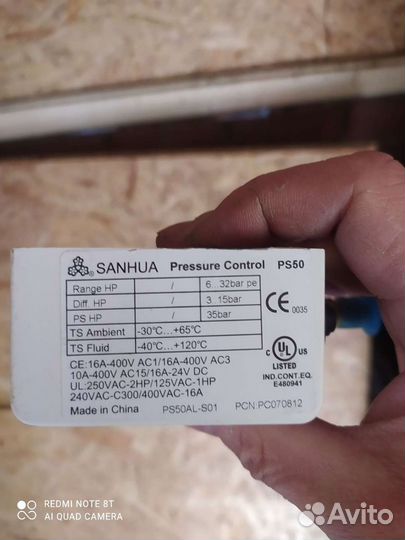 SANHUA Pressure Control PS50
Range HP / 6...32bar pe
Diff. HP / 3...15bar
PS HP / 35bar
TS Ambient -30℃...+65℃
TS Fluid -40℃...+120℃
CE 0035
c UL US
LISTED
IND.CONT.EQ.
E480941
CE:16A-400V AC1/16A-400V AC3
10A-400V AC15/16A-24V DC
UL:250VAC-2HP/125VAC-1HP
240VAC-C300/400VAC-16A
Made in China PS50AL-S01 PCN:PC070812
REDMI NOTE 8T
AI QUAD CAMERA
Avito